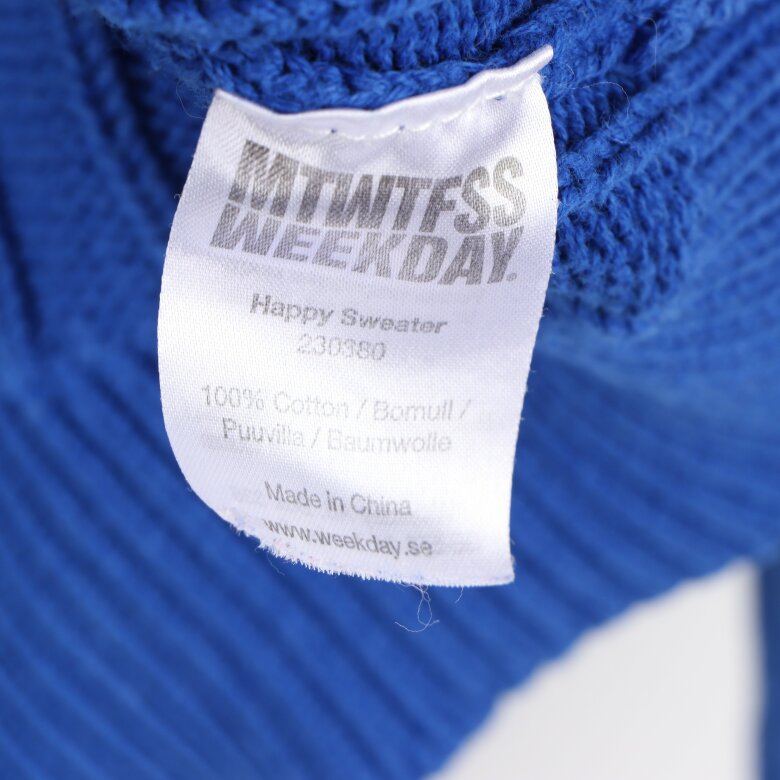 MTWTFSS
WEEKDAY.
Happy Sweater
230380
100% Cotton / Bomull /
Puuvilla / Baumwolle
Made in China
www.weekday.se